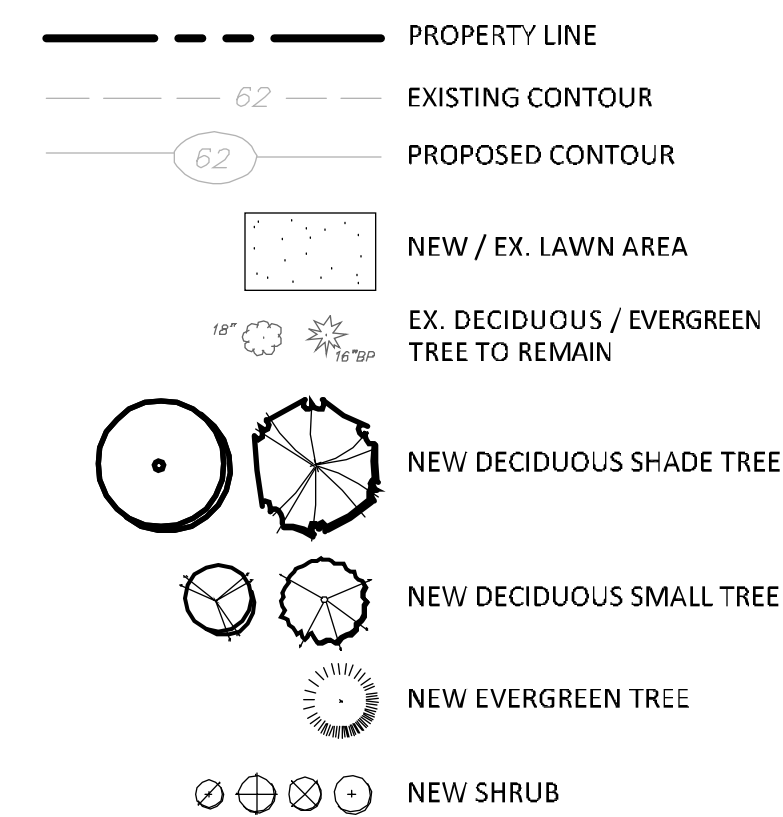 PROPERTY LINE
62 EXISTING CONTOUR
62 PROPOSED CONTOUR
NEW / EX. LAWN AREA
18" 16"BP EX. DECIDUOUS / EVERGREEN
TREE TO REMAIN
NEW DECIDUOUS SHADE TREE
NEW DECIDUOUS SMALL TREE
NEW EVERGREEN TREE
NEW SHRUB